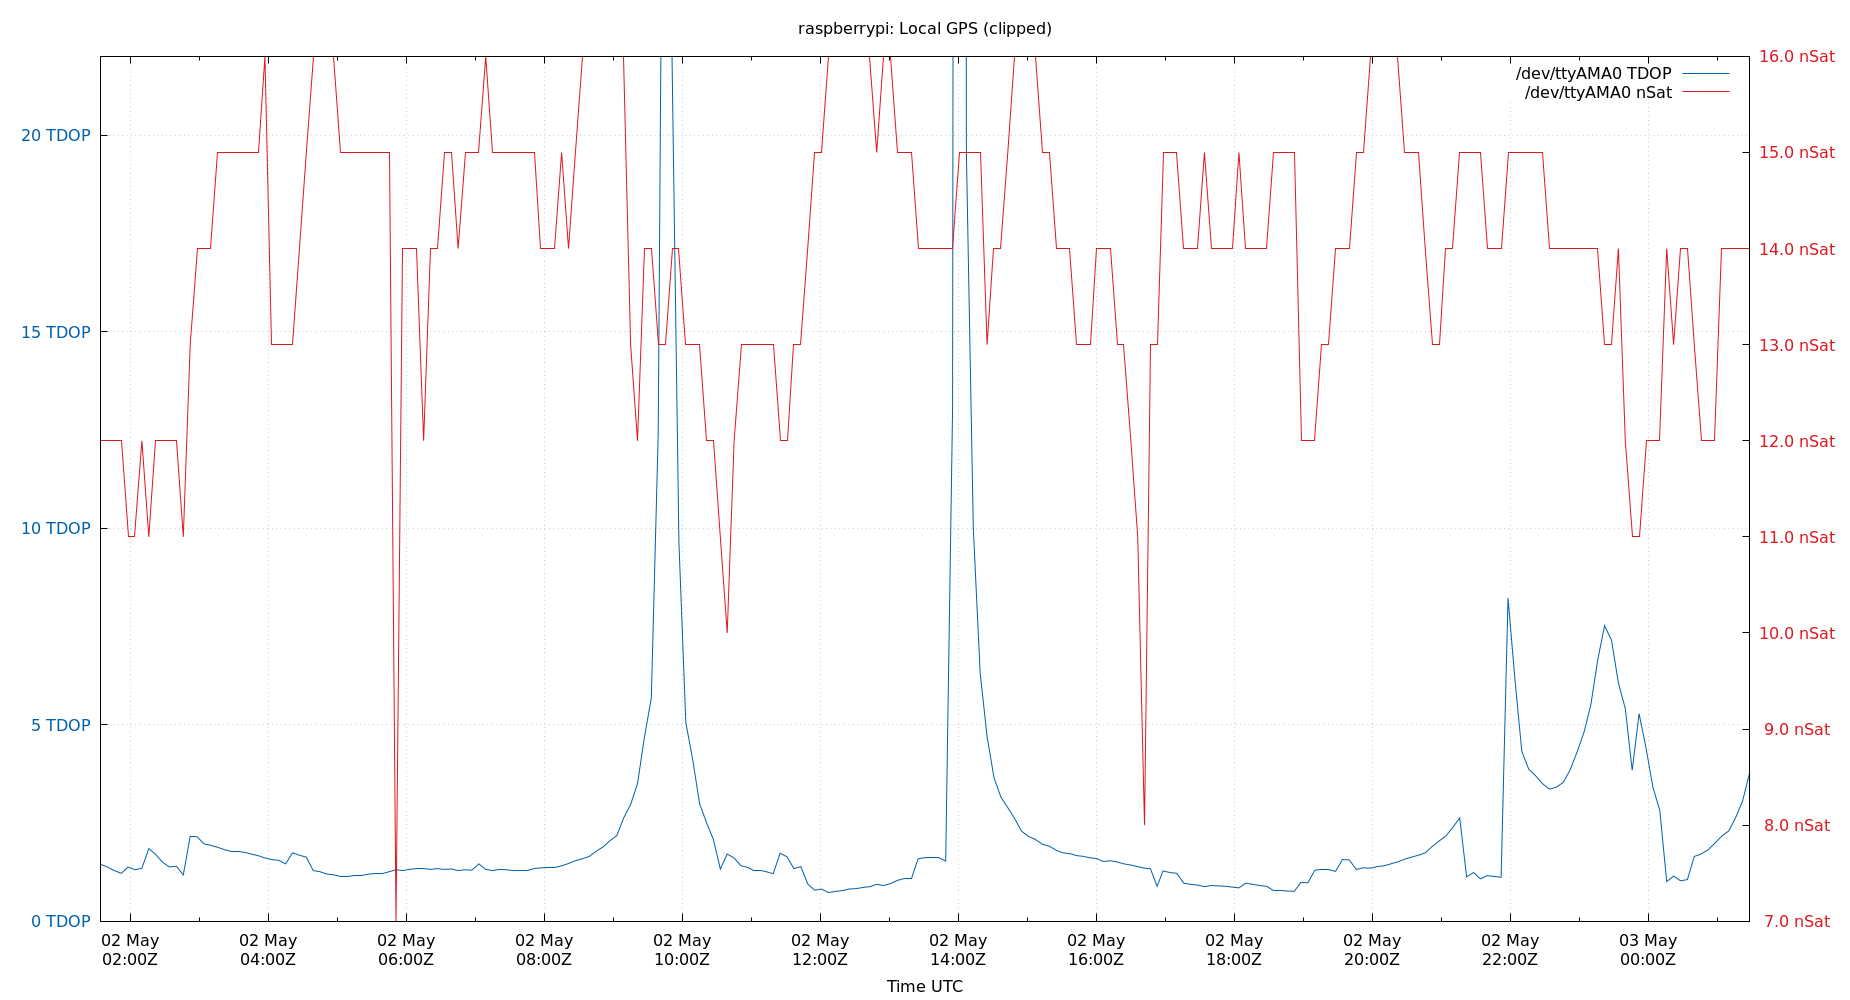 raspberrypi: Local GPS (clipped)
/dev/ttyAMA0 TDOP
/dev/ttyAMA0 nSat
20 TDOP
15 TDOP
10 TDOP
5 TDOP
0 TDOP
16.0 nSat
15.0 nSat
14.0 nSat
13.0 nSat
12.0 nSat
11.0 nSat
10.0 nSat
9.0 nSat
8.0 nSat
7.0 nSat
02 May 02 May 02 May 02 May 02 May 02 May 02 May 02 May 02 May 02 May 02 May 03 May
02:00Z 04:00Z 06:00Z 08:00Z 10:00Z 12:00Z 14:00Z 16:00Z 18:00Z 20:00Z 22:00Z 00:00Z
Time UTC